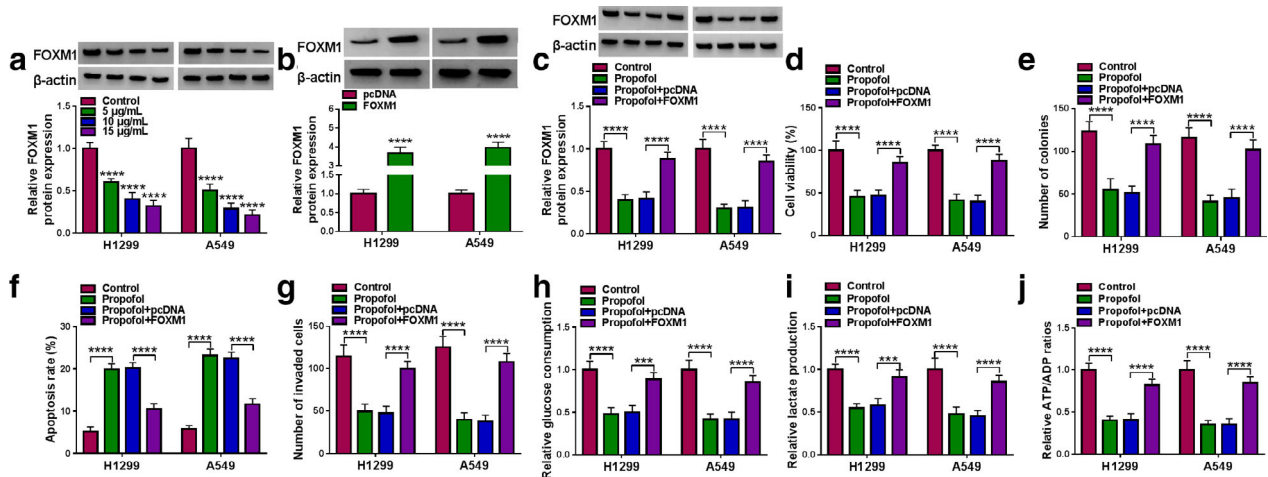 a
FOXM1
β-actin
Control
5 µg/mL
10 µg/mL
15 µg/mL
Relative FOXM1
protein expression
1.5
1.0
0.5
0.0
**** **** ****
**** **** ****
H1299 A549
b
FOXM1
β-actin
pcDNA
FOXM1
Relative FOXM1
protein expression
5
4
3
2
1.5
1.0
0.5
0.0
**** ****
H1299 A549
FOXM1
β-actin
c
Control
Propofol
Propofol+pcDNA
Propofol+FOXM1
Relative FOXM1
protein expression
1.5
1.0
0.5
0.0
**** **** **** ****
H1299 A549
d
Control
Propofol
Propofol+pcDNA
Propofol+FOXM1
Cell viability (%)
150
100
50
0
**** **** **** ****
H1299 A549
e
Control
Propofol
Propofol+pcDNA
Propofol+FOXM1
Number of colonies
150
100
50
0
**** **** **** ****
H1299 A549
f
Control
Propofol
Propofol+pcDNA
Propofol+FOXM1
Apoptosis rate (%)
30
20
10
0
**** **** **** ****
H1299 A549
g
Control
Propofol
Propofol+pcDNA
Propofol+FOXM1
Number of invaded cells
150
100
50
0
**** **** **** ****
H1299 A549
h
Control
Propofol
Propofol+pcDNA
Propofol+FOXM1
Relative glucose consumption
1.5
1.0
0.5
0.0
**** *** **** ****
H1299 A549
i
Control
Propofol
Propofol+pcDNA
Propofol+FOXM1
Relative lactate production
1.5
1.0
0.5
0.0
**** *** **** ****
H1299 A549
j
Control
Propofol
Propofol+pcDNA
Propofol+FOXM1
Relative ATP/ADP ratios
1.5
1.0
0.5
0.0
**** **** **** ****
H1299 A549